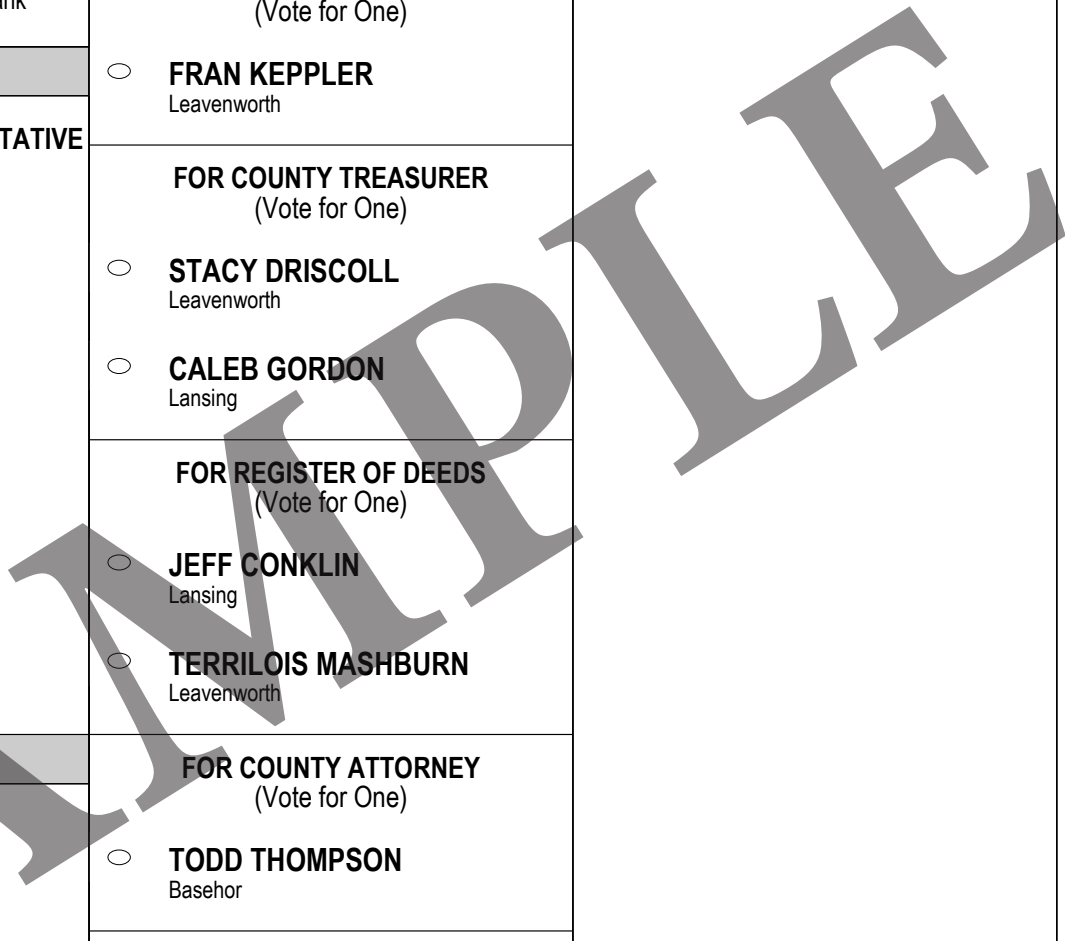 (Vote for One)
FRAN KEPPLER
Leavenworth
TATIVE
FOR COUNTY TREASURER
(Vote for One)
STACY DRISCOLL
Leavenworth
CALEB GORDON
Lansing
FOR REGISTER OF DEEDS
(Vote for One)
JEFF CONKLIN
Lansing
TERRILOIS MASHBURN
Leavenworth
FOR COUNTY ATTORNEY
(Vote for One)
TODD THOMPSON
Basehor
AMPLE